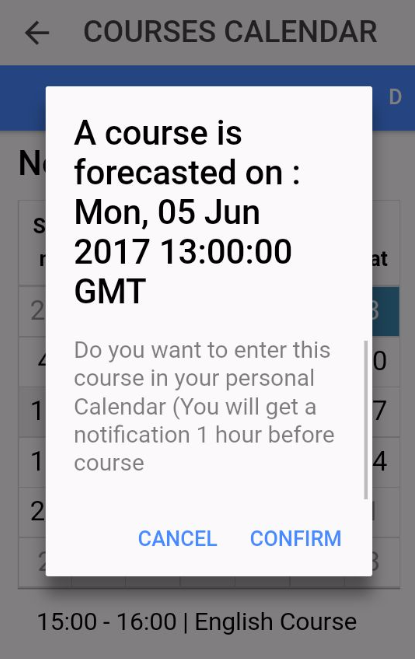 COURSES CALENDAR
D
A course is
forecasted on :
Mon, 05 Jun
2017 13:00:00
GMT
Do you want to enter this
course in your personal
Calendar (You will get a
notification 1 hour before
course
CANCEL
CONFIRM
15:00 - 16:00 | English Course